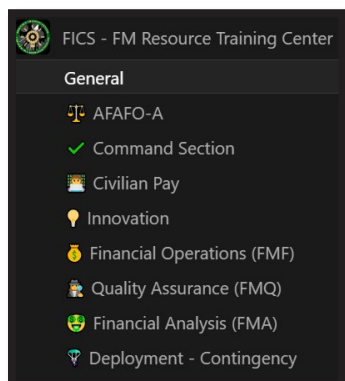 FICS - FM Resource Training Center
General
AFAFO-A
Command Section
Civilian Pay
Innovation
Financial Operations (FMF)
Quality Assurance (FMQ)
Financial Analysis (FMA)
Deployment - Contingency